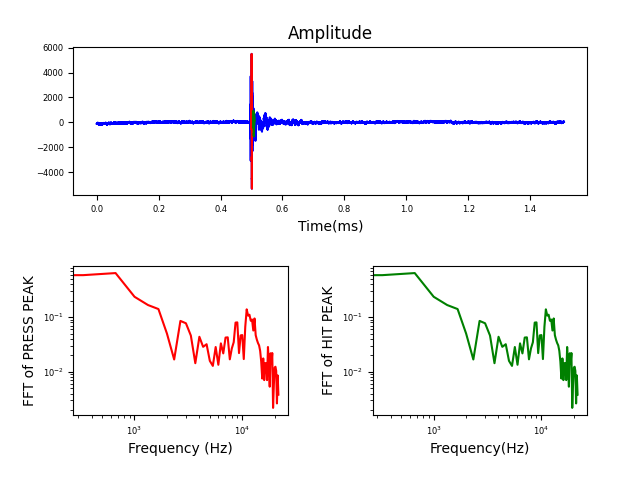 Amplitude
6000
4000
2000
0
−2000
−4000
0.0 0.2 0.4 0.6 0.8 1.0 1.2 1.4
Time(ms)
FFT of PRESS PEAK
10⁻¹
10⁻²
10³ 10⁴
Frequency (Hz)
FFT of HIT PEAK
10⁻¹
10⁻²
10³ 10⁴
Frequency(Hz)